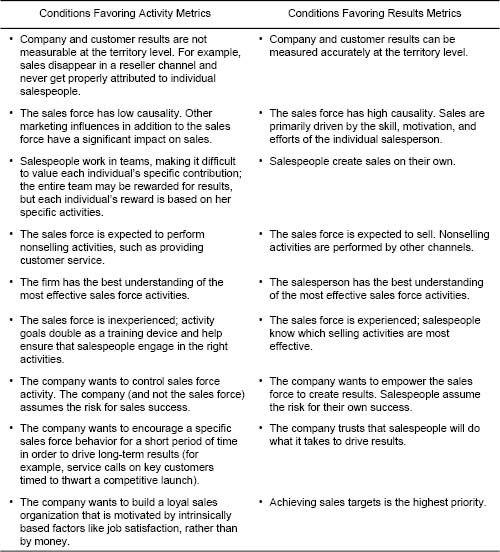 Conditions Favoring Activity Metrics
Conditions Favoring Results Metrics
• Company and customer results are not
measurable at the territory level. For example,
sales disappear in a reseller channel and
never get properly attributed to individual
salespeople.
• Company and customer results can be
measured accurately at the territory level.
• The sales force has low causality. Other
marketing influences in addition to the sales
force have a significant impact on sales.
• The sales force has high causality. Sales are
primarily driven by the skill, motivation, and
efforts of the individual salesperson.
• Salespeople work in teams, making it difficult
to value each individual's specific contribution;
the entire team may be rewarded for results,
but each individual's reward is based on her
specific activities.
• Salespeople create sales on their own.
• The sales force is expected to perform
nonselling activities, such as providing
customer service.
• The sales force is expected to sell. Nonselling
activities are performed by other channels.
• The firm has the best understanding of the
most effective sales force activities.
• The salesperson has the best understanding
of the most effective sales force activities.
• The sales force is inexperienced; activity
goals double as a training device and help
ensure that salespeople engage in the right
activities.
• The sales force is experienced; salespeople
know which selling activities are most
effective.
• The company wants to control sales force
activity. The company (and not the sales force)
assumes the risk for sales success.
• The company wants to empower the sales
force to create results. Salespeople assume
the risk for their own success.
• The company wants to encourage a specific
sales force behavior for a short period of time
in order to drive long-term results (for
example, service calls on key customers
timed to thwart a competitive launch).
• The company trusts that salespeople will do
what it takes to drive results.
• The company wants to build a loyal sales
organization that is motivated by intrinsically
based factors like job satisfaction, rather than
by money.
• Achieving sales targets is the highest priority.